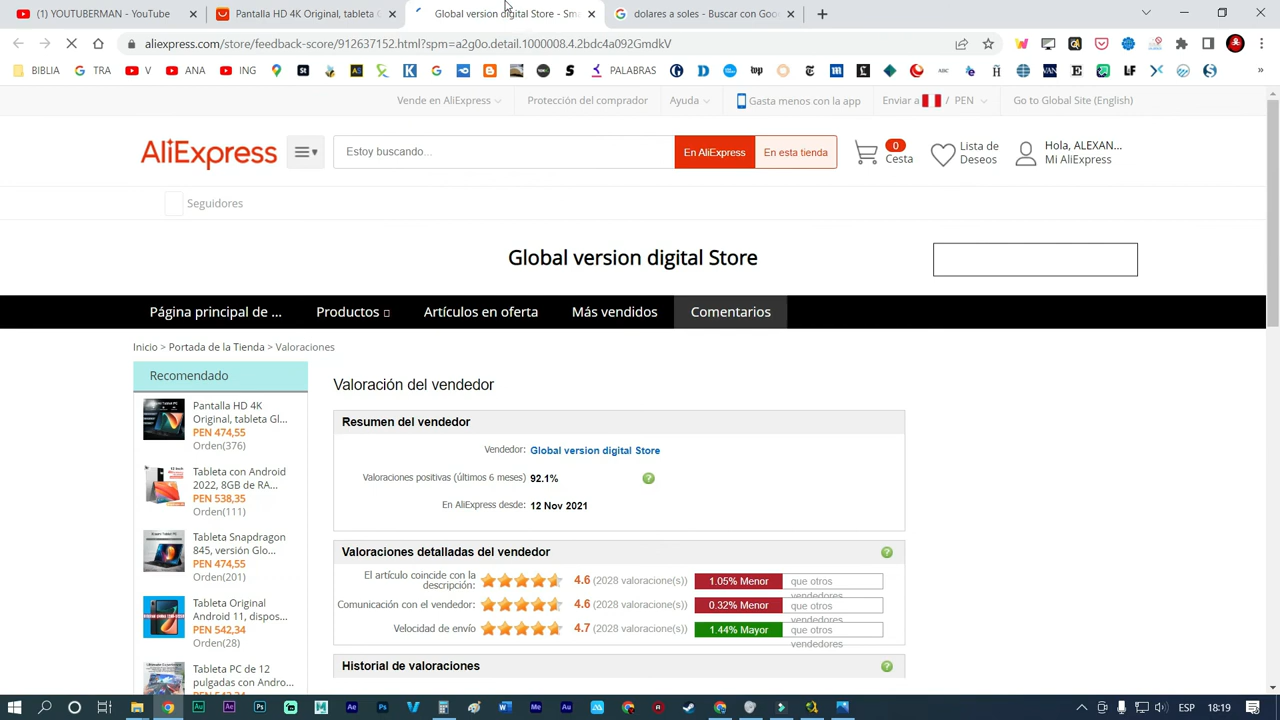 (1) YOUTUBERMAN - YouTube
Pantalla HD 4K Original, tableta G
Global version digital Store - Sm
dolares a soles - Buscar con Goo
aliexpress.com/store/feedback-score/912637152.html?spm=a2g0o.detail.1000008.4.2bdc4a092GmdkV
BIBLIA
TRA
V
ANA
ING
PALABRAS
Vende en AliExpress
Protección del comprador
Ayuda
Gasta menos con la app
Enviar a / PEN
Go to Global Site (English)
AliExpress
Estoy buscando...
En AliExpress
En esta tienda
0
Cesta
Lista de
Deseos
Hola, ALEXAN...
Mi AliExpress
Seguidores
Global version digital Store
Página principal de ...
Productos
Artículos en oferta
Más vendidos
Comentarios
Inicio > Portada de la Tienda > Valoraciones
Recomendado
Pantalla HD 4K
Original, tableta Gl...
PEN 474,55
Orden(376)
Tableta con Android
2022, 8GB de RA...
PEN 538,35
Orden(111)
Tableta Snapdragon
845, versión Glo...
PEN 474,55
Orden(201)
Tableta Original
Android 11, dispos...
PEN 542,34
Orden(28)
Tableta PC de 12
pulgadas con Andro...
Valoración del vendedor
Resumen del vendedor
Vendedor: Global version digital Store
Valoraciones positivas (últimos 6 meses) 92.1%
En AliExpress desde: 12 Nov 2021
Valoraciones detalladas del vendedor
El artículo coincide con la
descripción:
4.6 (2028 valoracione(s))
1.05% Menor
que otros
vendedores
Comunicación con el vendedor:
4.6 (2028 valoracione(s))
0.32% Menor
que otros
vendedores
Velocidad de envío
4.7 (2028 valoracione(s))
1.44% Mayor
que otros
vendedores
Historial de valoraciones
ESP
18:19